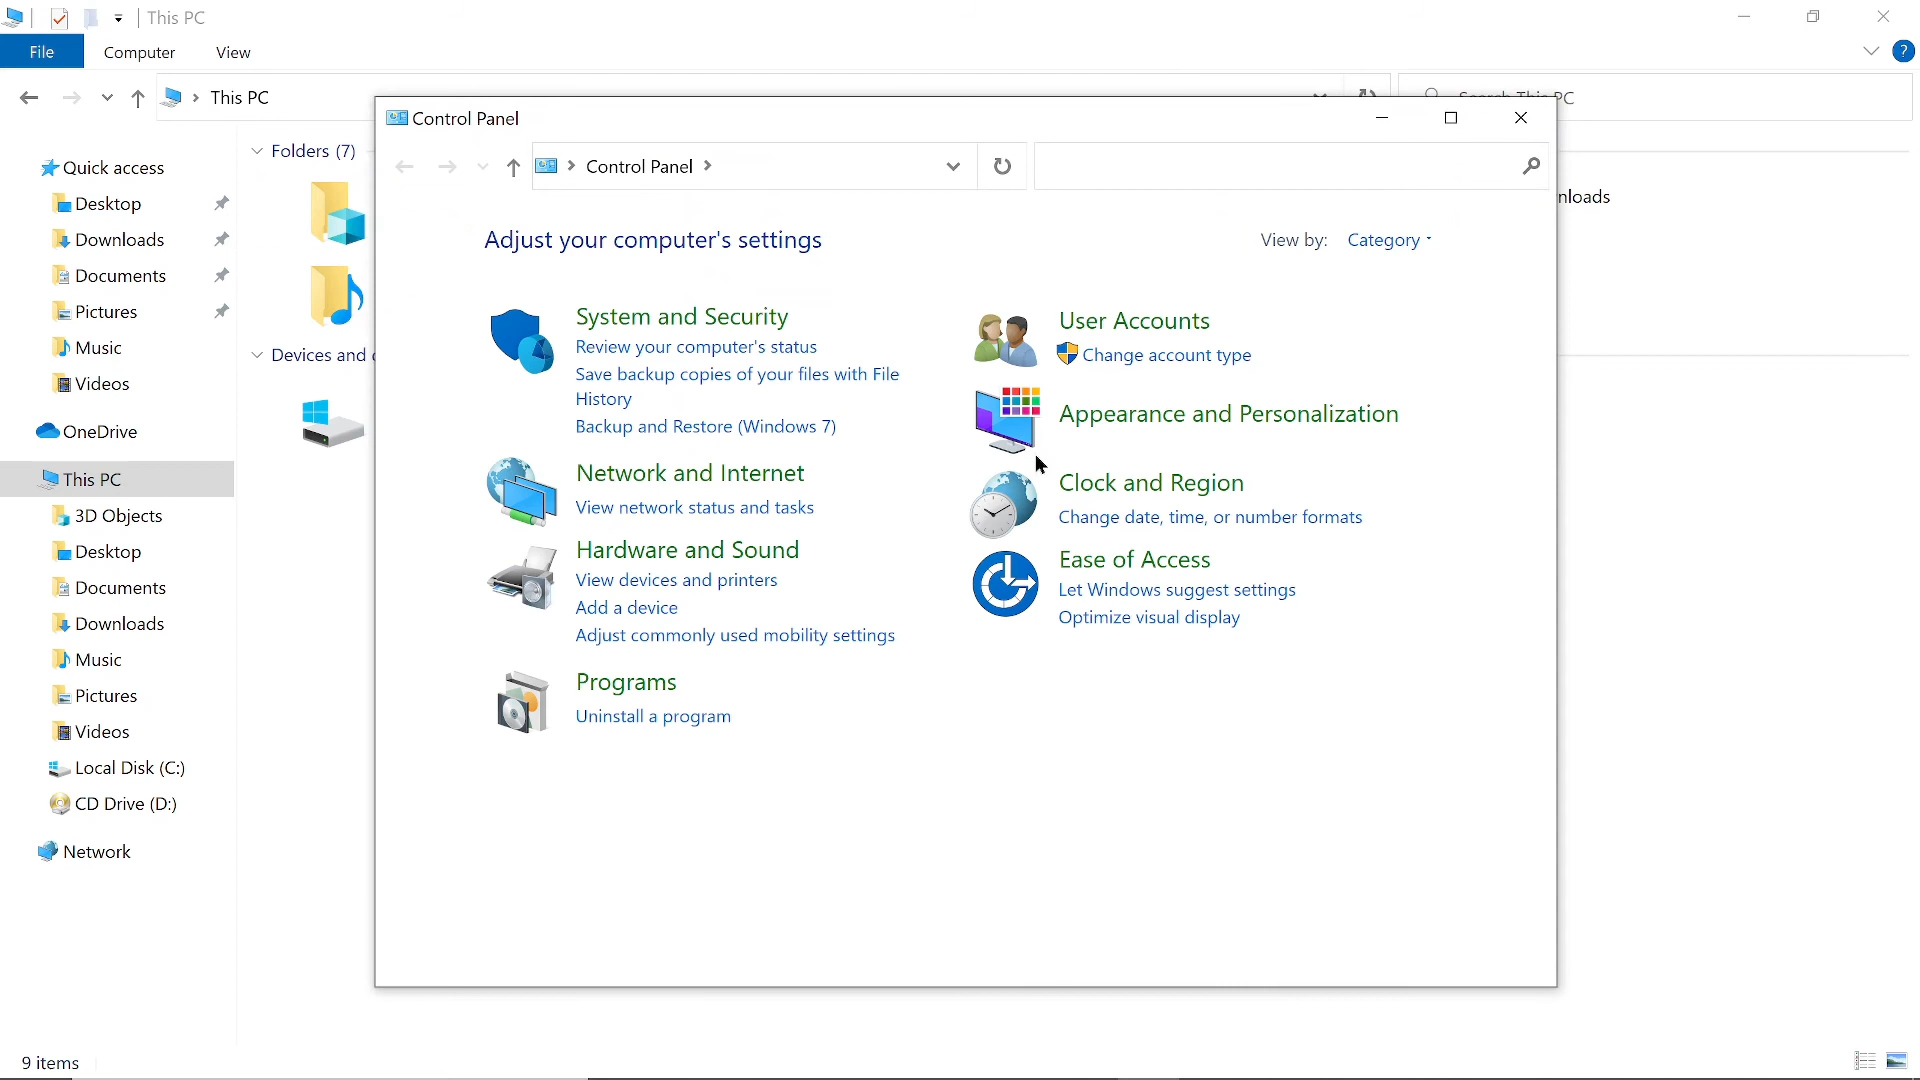 This PC
File
Computer
View
This PC
Quick access
Desktop
Downloads
Documents
Pictures
Music
Videos
OneDrive
This PC
3D Objects
Desktop
Documents
Downloads
Music
Pictures
Videos
Local Disk (C:)
CD Drive (D:)
Network
Folders (7)
Devices and
Control Panel
Control Panel
Adjust your computer's settings
View by: Category
System and Security
Review your computer's status
Save backup copies of your files with File
History
Backup and Restore (Windows 7)
Network and Internet
View network status and tasks
Hardware and Sound
View devices and printers
Add a device
Adjust commonly used mobility settings
Programs
Uninstall a program
User Accounts
Change account type
Appearance and Personalization
Clock and Region
Change date, time, or number formats
Ease of Access
Let Windows suggest settings
Optimize visual display
Search This PC
nloads
9 items